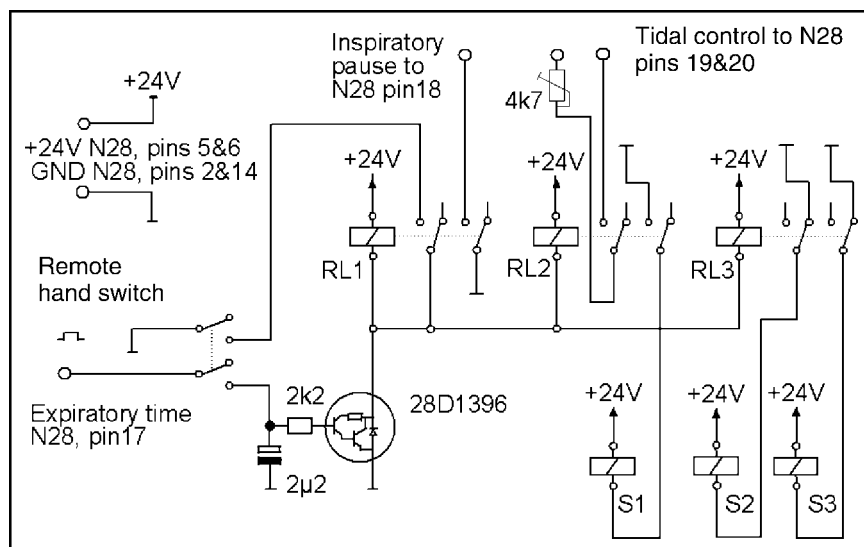 Inspiratory
pause to
N28 pin18
Tidal control to N28
pins 19&20
+24V
4k7
+24V N28, pins 5&6
GND N28, pins 2&14
+24V
+24V
+24V
RL1
RL2
RL3
Remote
hand switch
Expiratory time
N28, pin17
2k2
28D1396
2µ2
+24V
+24V
+24V
S1
S2
S3